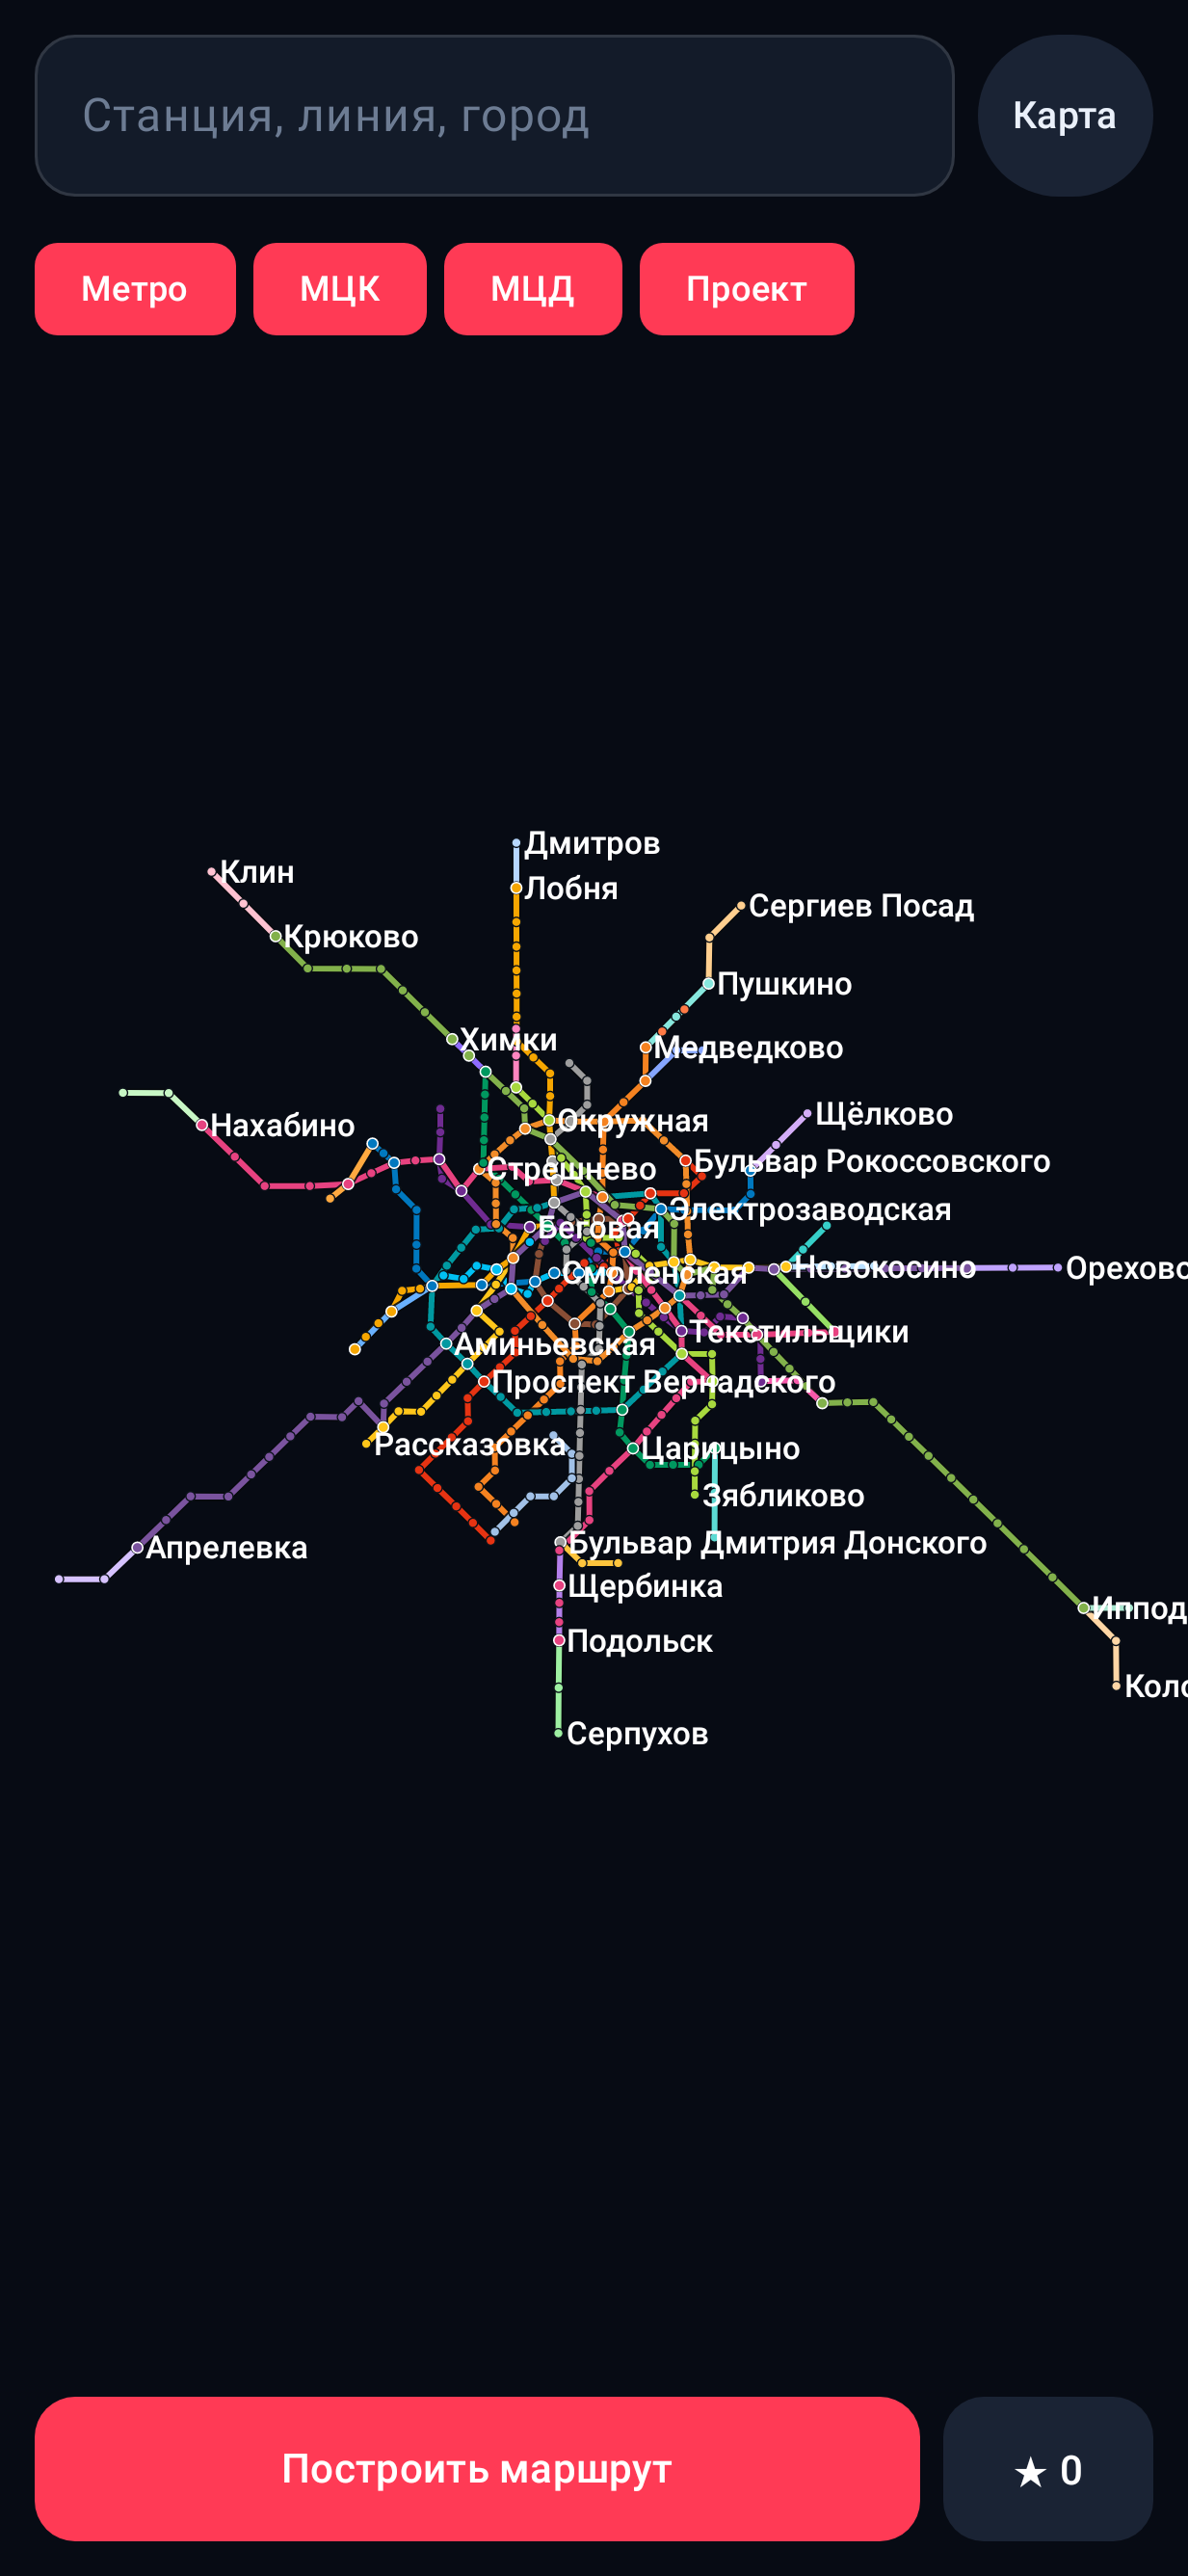 Станция, линия, город
Карта
Метро
МЦК
МЦД
Проект
Дмитров
Клин
Лобня
Сергиев Посад
Крюково
Пушкино
Химки
Медведково
Щёлково
Нахабино
Окружная
Бульвар Рокоссовского
Стрешнево
Электрозаводская
Беговая
Новокосино
Орехово
Смоленская
Текстильщики
Аминьевская
Проспект Вернадского
Рассказовка
Царицыно
Зябликово
Бульвар Дмитрия Донского
Апрелевка
Щербинка
Иппод
Подольск
Коло
Серпухов
Построить маршрут
★ 0